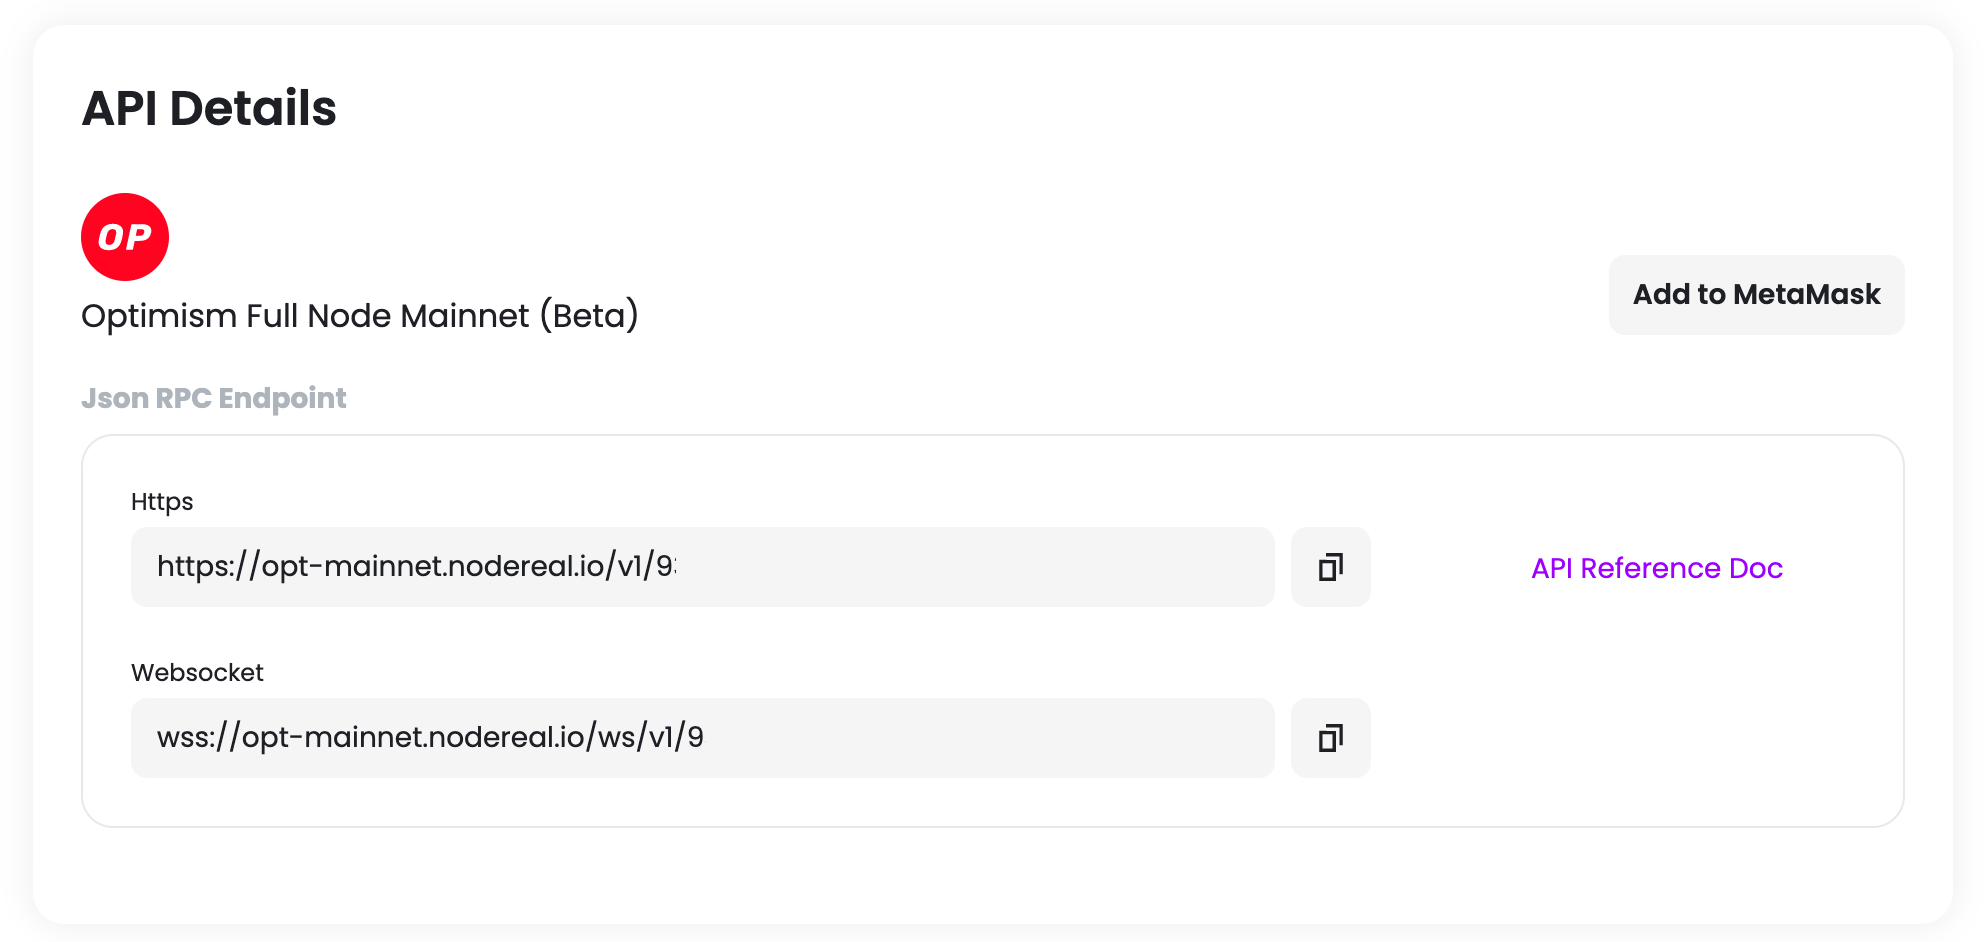 API Details
OP
Optimism Full Node Mainnet (Beta)
Add to MetaMask
Json RPC Endpoint
Https
https://opt-mainnet.nodereal.io/v1/9
API Reference Doc
Websocket
wss://opt-mainnet.nodereal.io/ws/v1/9